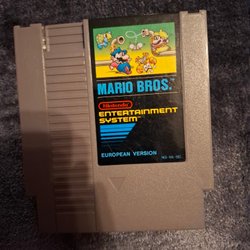 MARIO BROS.
Nintendo
ENTERTAINMENT
SYSTEM
EUROPEAN VERSION